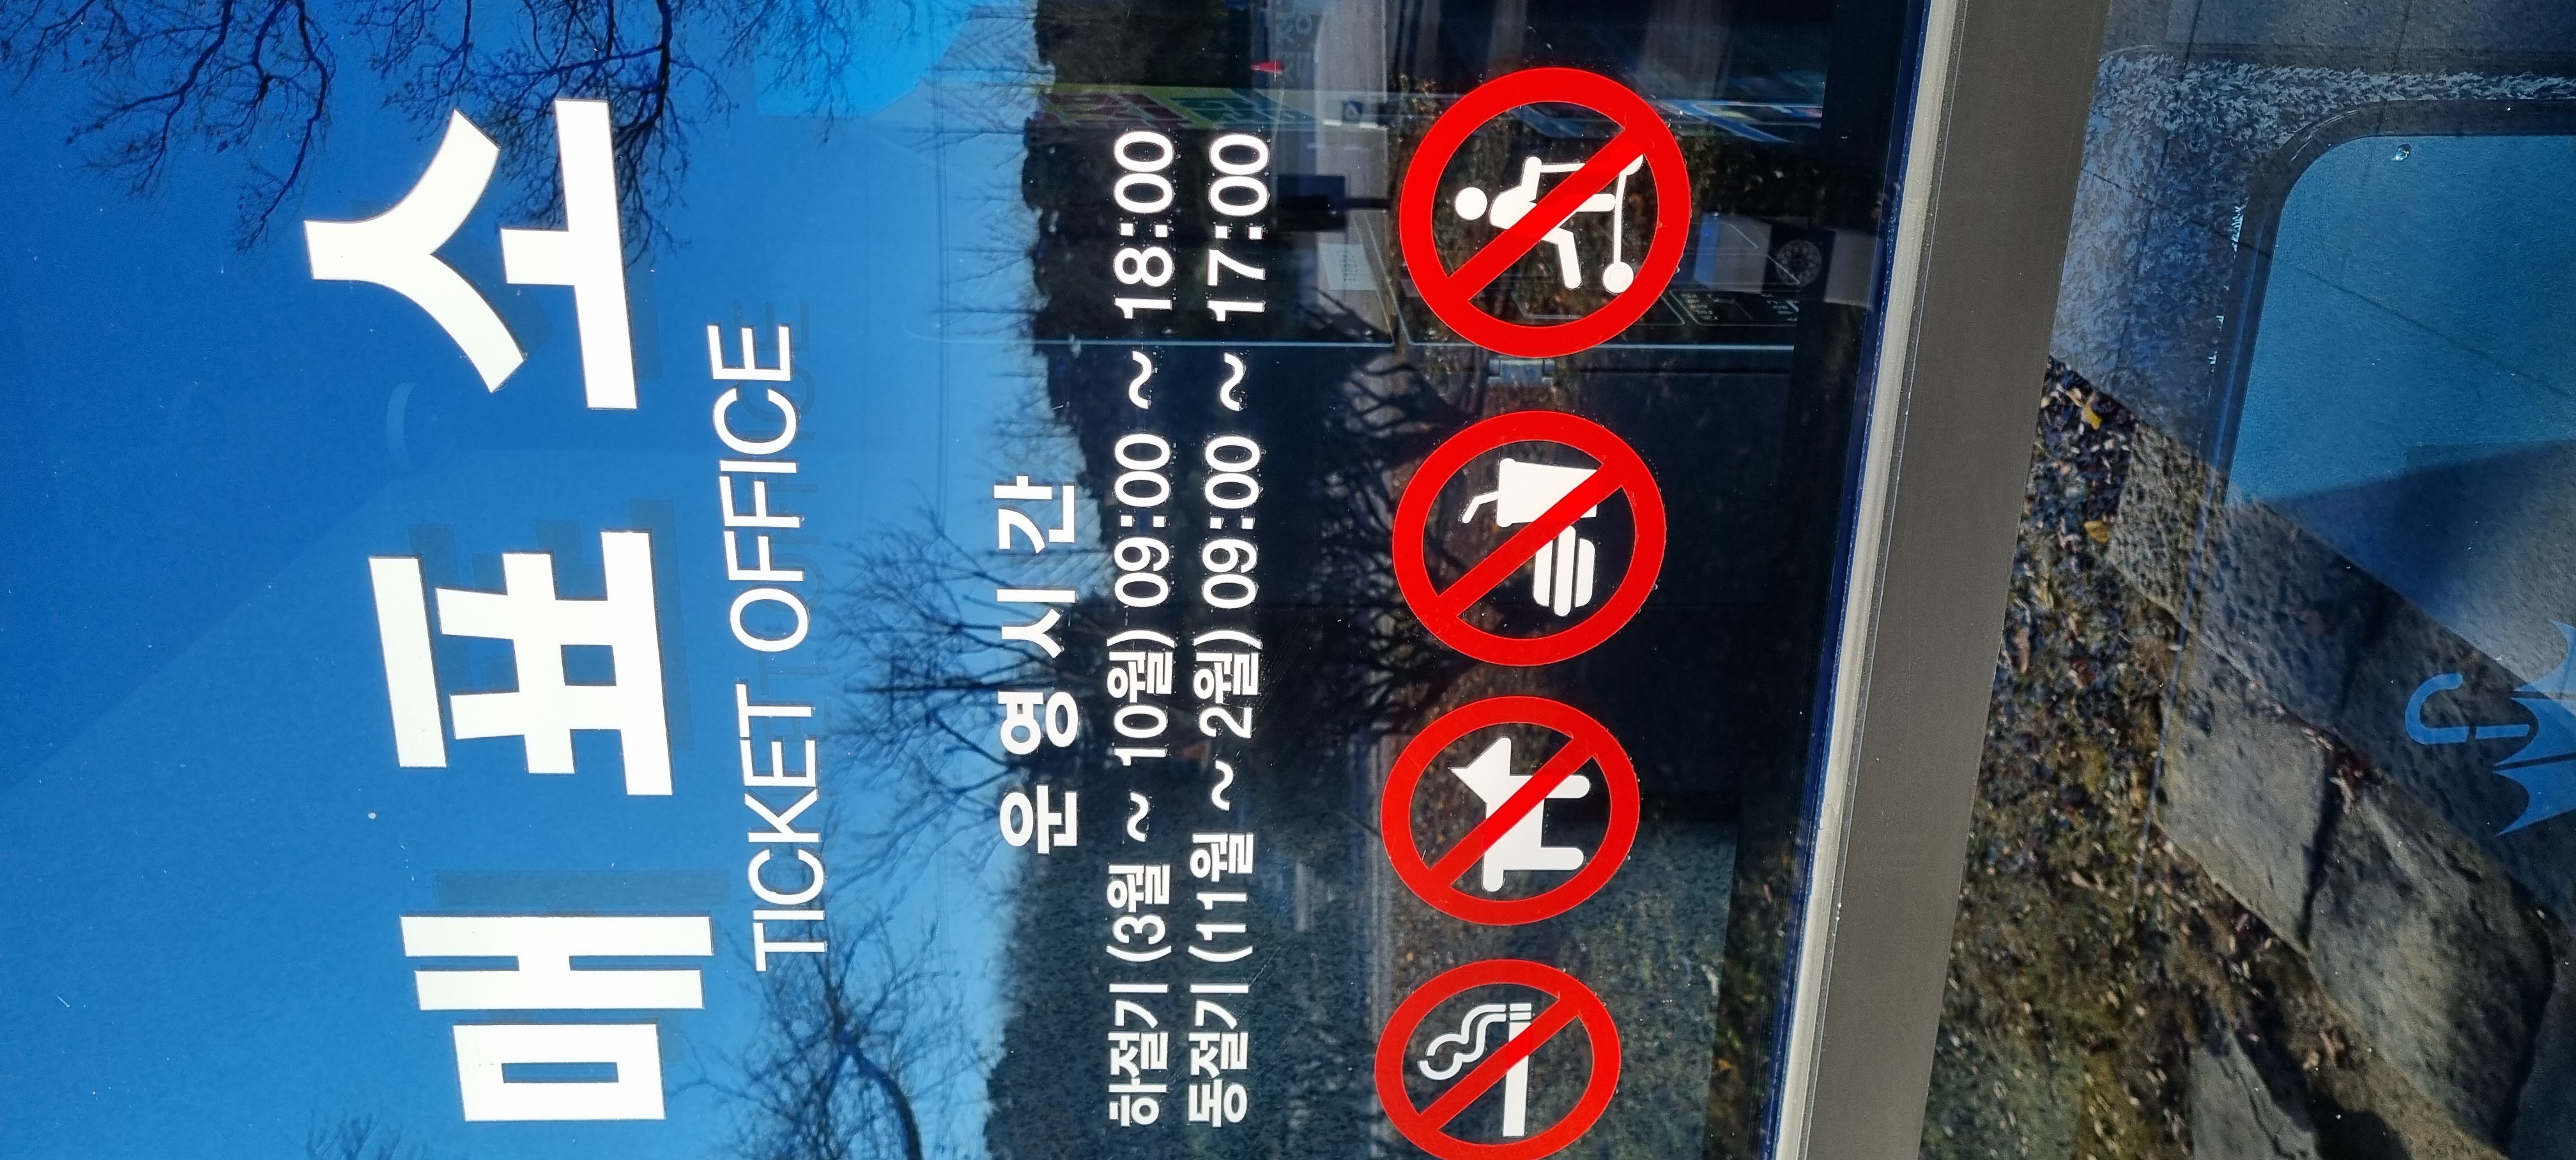 매표소
TICKET OFFICE
운영시간
하절기 (3월 ~ 10월) 09:00 ~ 18:00
동절기 (11월 ~ 2월) 09:00 ~ 17:00